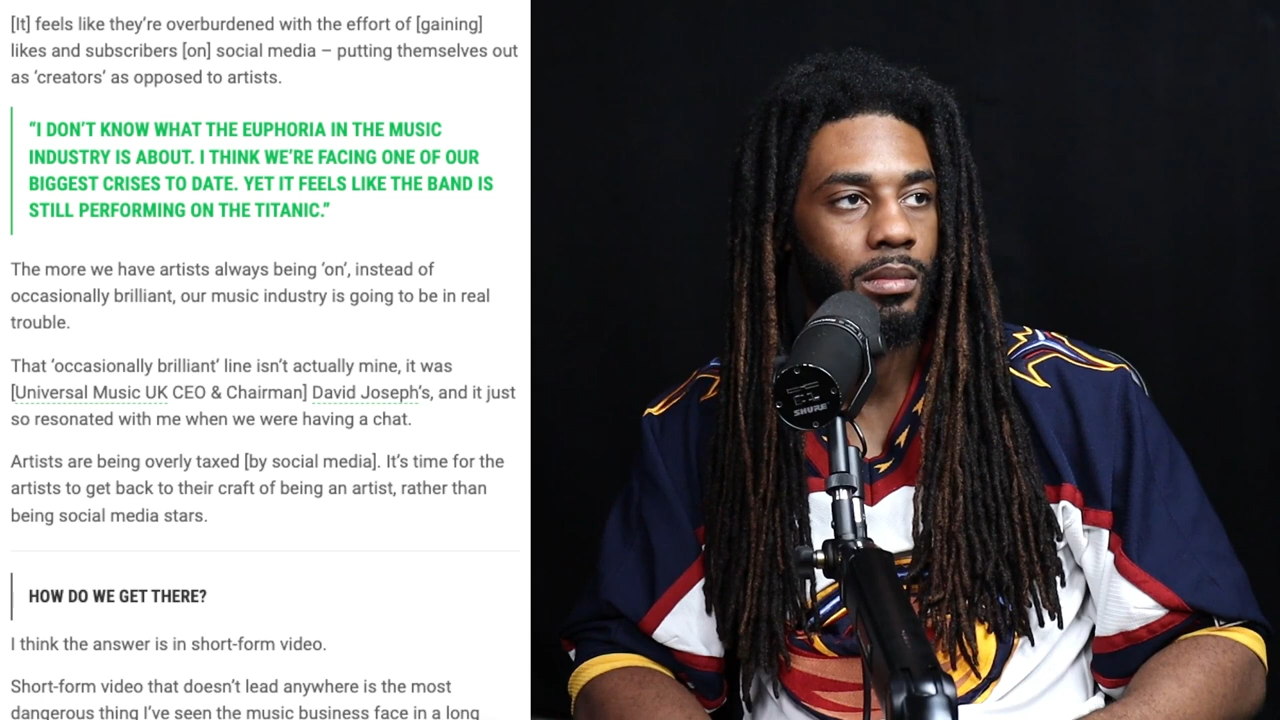 [It] feels like they’re overburdened with the effort of [gaining]
likes and subscribers [on] social media – putting themselves out
as ‘creators’ as opposed to artists.
“I DON’T KNOW WHAT THE EUPHORIA IN THE MUSIC
INDUSTRY IS ABOUT. I THINK WE’RE FACING ONE OF OUR
BIGGEST CRISES TO DATE. YET IT FEELS LIKE THE BAND IS
STILL PERFORMING ON THE TITANIC.”
The more we have artists always being ‘on’, instead of
occasionally brilliant, our music industry is going to be in real
trouble.
That ‘occasionally brilliant’ line isn’t actually mine, it was
[Universal Music UK CEO & Chairman] David Joseph’s, and it just
so resonated with me when we were having a chat.
Artists are being overly taxed [by social media]. It’s time for the
artists to get back to their craft of being an artist, rather than
being social media stars.
HOW DO WE GET THERE?
I think the answer is in short-form video.
Short-form video that doesn’t lead anywhere is the most
dangerous thing I’ve seen the music business face in a long
SHURE